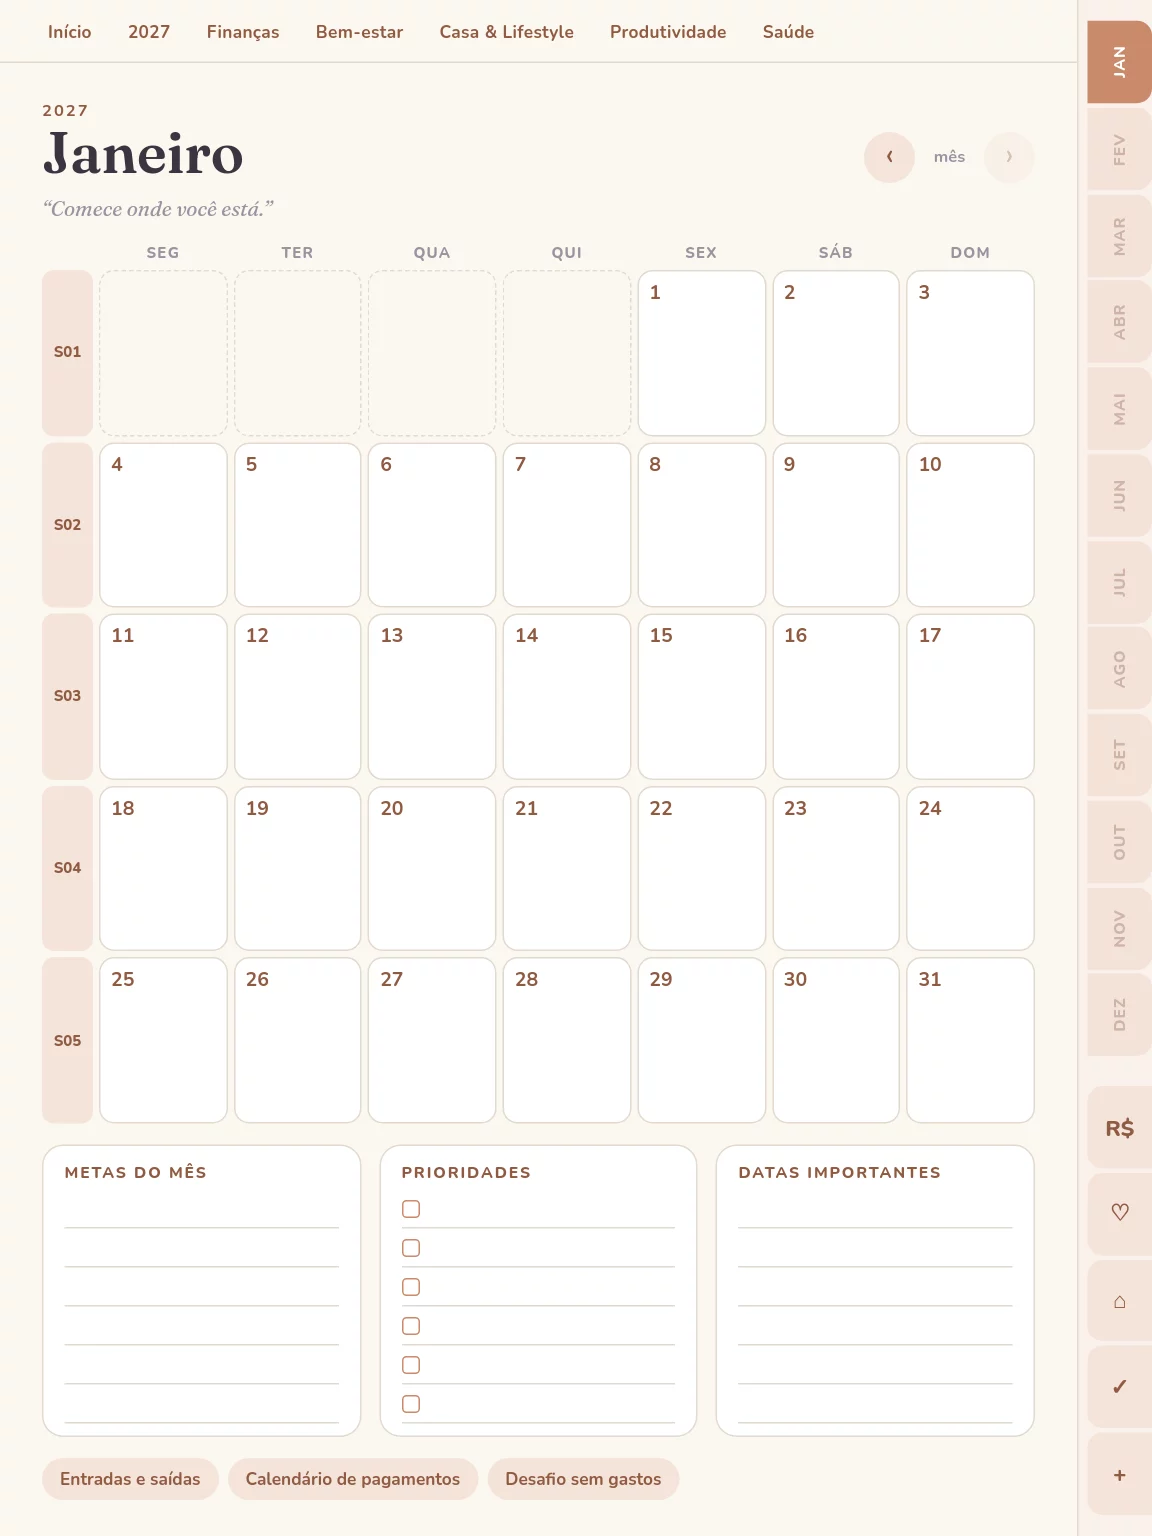 Início 2027 Finanças Bem-estar Casa & Lifestyle Produtividade Saúde
2027
Janeiro
‹ mês ›
“Comece onde você está.”
SEG TER QUA QUI SEX SÁB DOM
S01 1 2 3
S02 4 5 6 7 8 9 10
S03 11 12 13 14 15 16 17
S04 18 19 20 21 22 23 24
S05 25 26 27 28 29 30 31
METAS DO MÊS
PRIORIDADES
DATAS IMPORTANTES
Entradas e saídas Calendário de pagamentos Desafio sem gastos
JAN
FEV
MAR
ABR
MAI
JUN
JUL
AGO
SET
OUT
NOV
DEZ
R$
♡
⌂
✓
+